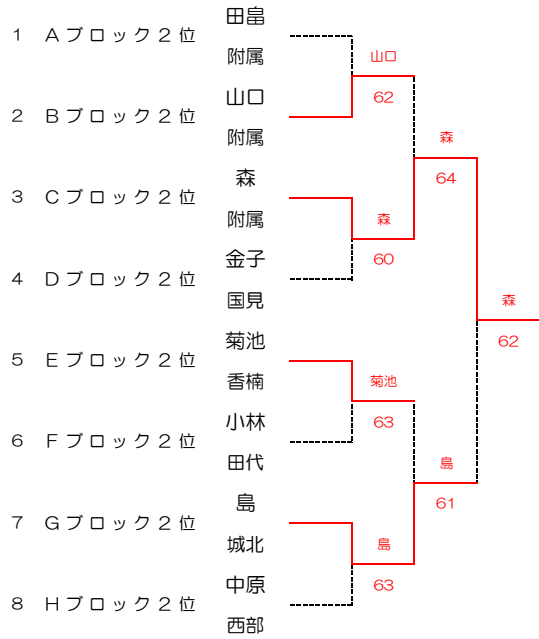 田畠
1 Aブロック2位
附属
山口
山口
62
2 Bブロック2位
附属
森
64
森
3 Cブロック2位
附属
森
60
金子
4 Dブロック2位
国見
森
62
菊池
5 Eブロック2位
香楠
菊池
63
小林
6 Fブロック2位
田代
島
61
島
7 Gブロック2位
城北
島
63
中原
8 Hブロック2位
西部